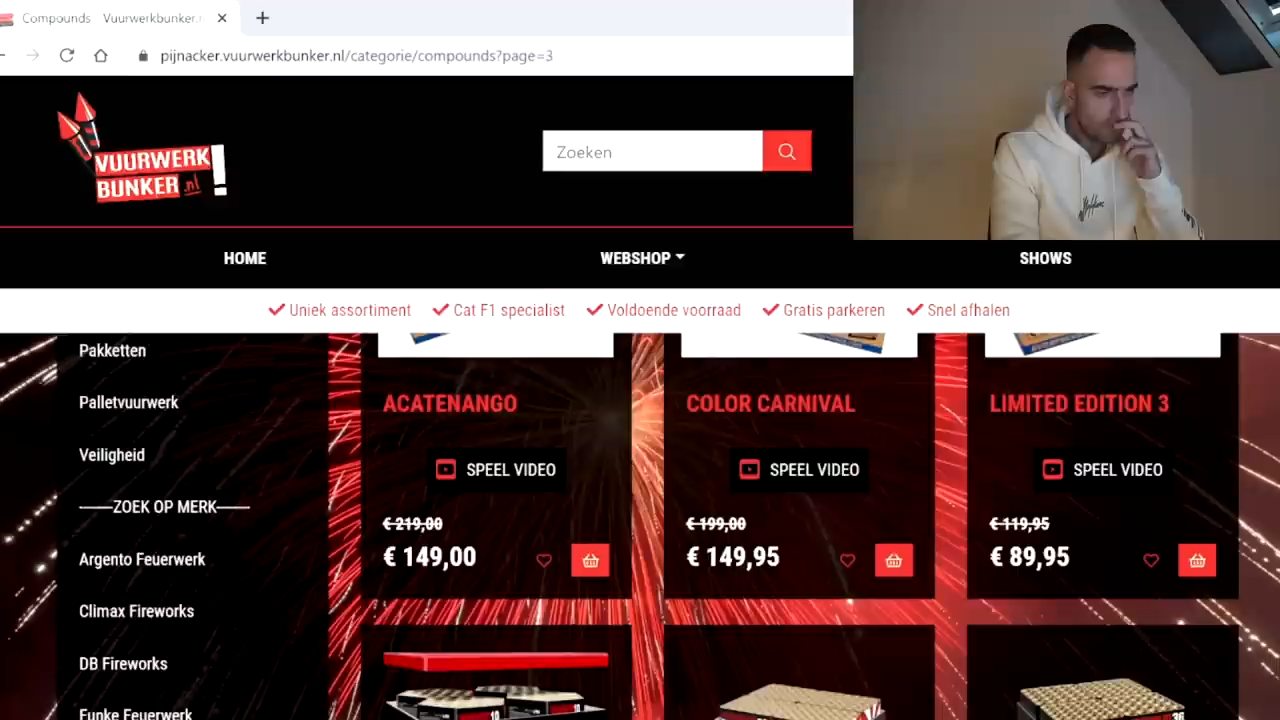 Compounds Vuurwerkbunker.
pijnacker.vuurwerkbunker.nl/categorie/compounds?page=3
VUURWERK
BUNKER.nl!
Zoeken
HOME WEBSHOP SHOWS
Uniek assortiment Cat F1 specialist Voldoende voorraad Gratis parkeren Snel afhalen
Pakketten
Palletvuurwerk
Veiligheid
ZOEK OP MERK
Argento Feuerwerk
Climax Fireworks
DB Fireworks
Funke Feuerwerk
ACATENANGO
SPEEL VIDEO
€ 219,00
€ 149,00
COLOR CARNIVAL
SPEEL VIDEO
€ 199,00
€ 149,95
LIMITED EDITION 3
SPEEL VIDEO
€ 119,95
€ 89,95